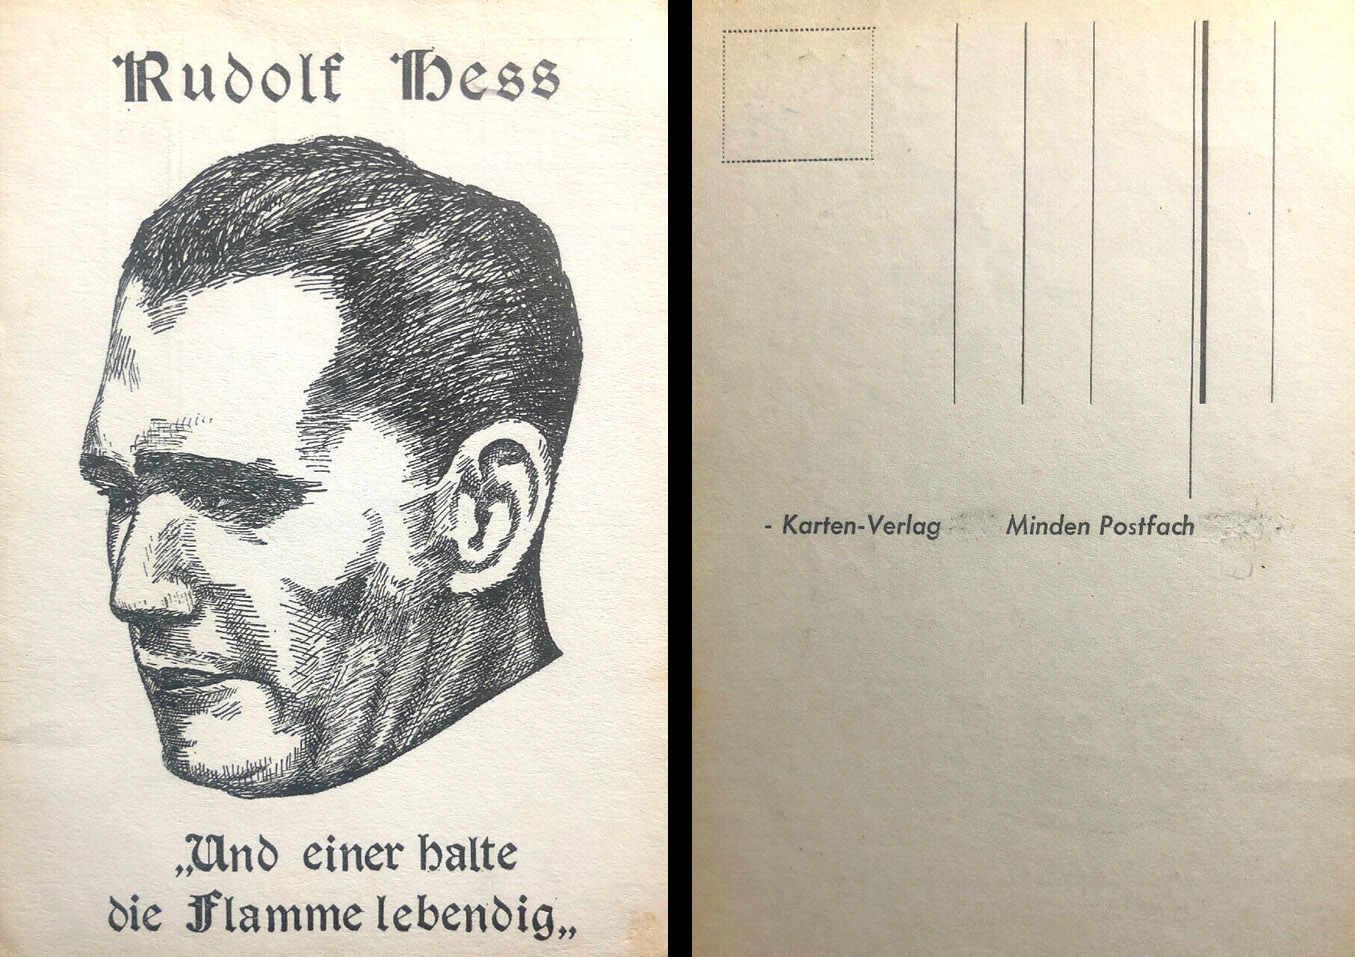 Rudolf Hess
„Und einer halte
die Flamme lebendig„
- Karten-Verlag Minden Postfach